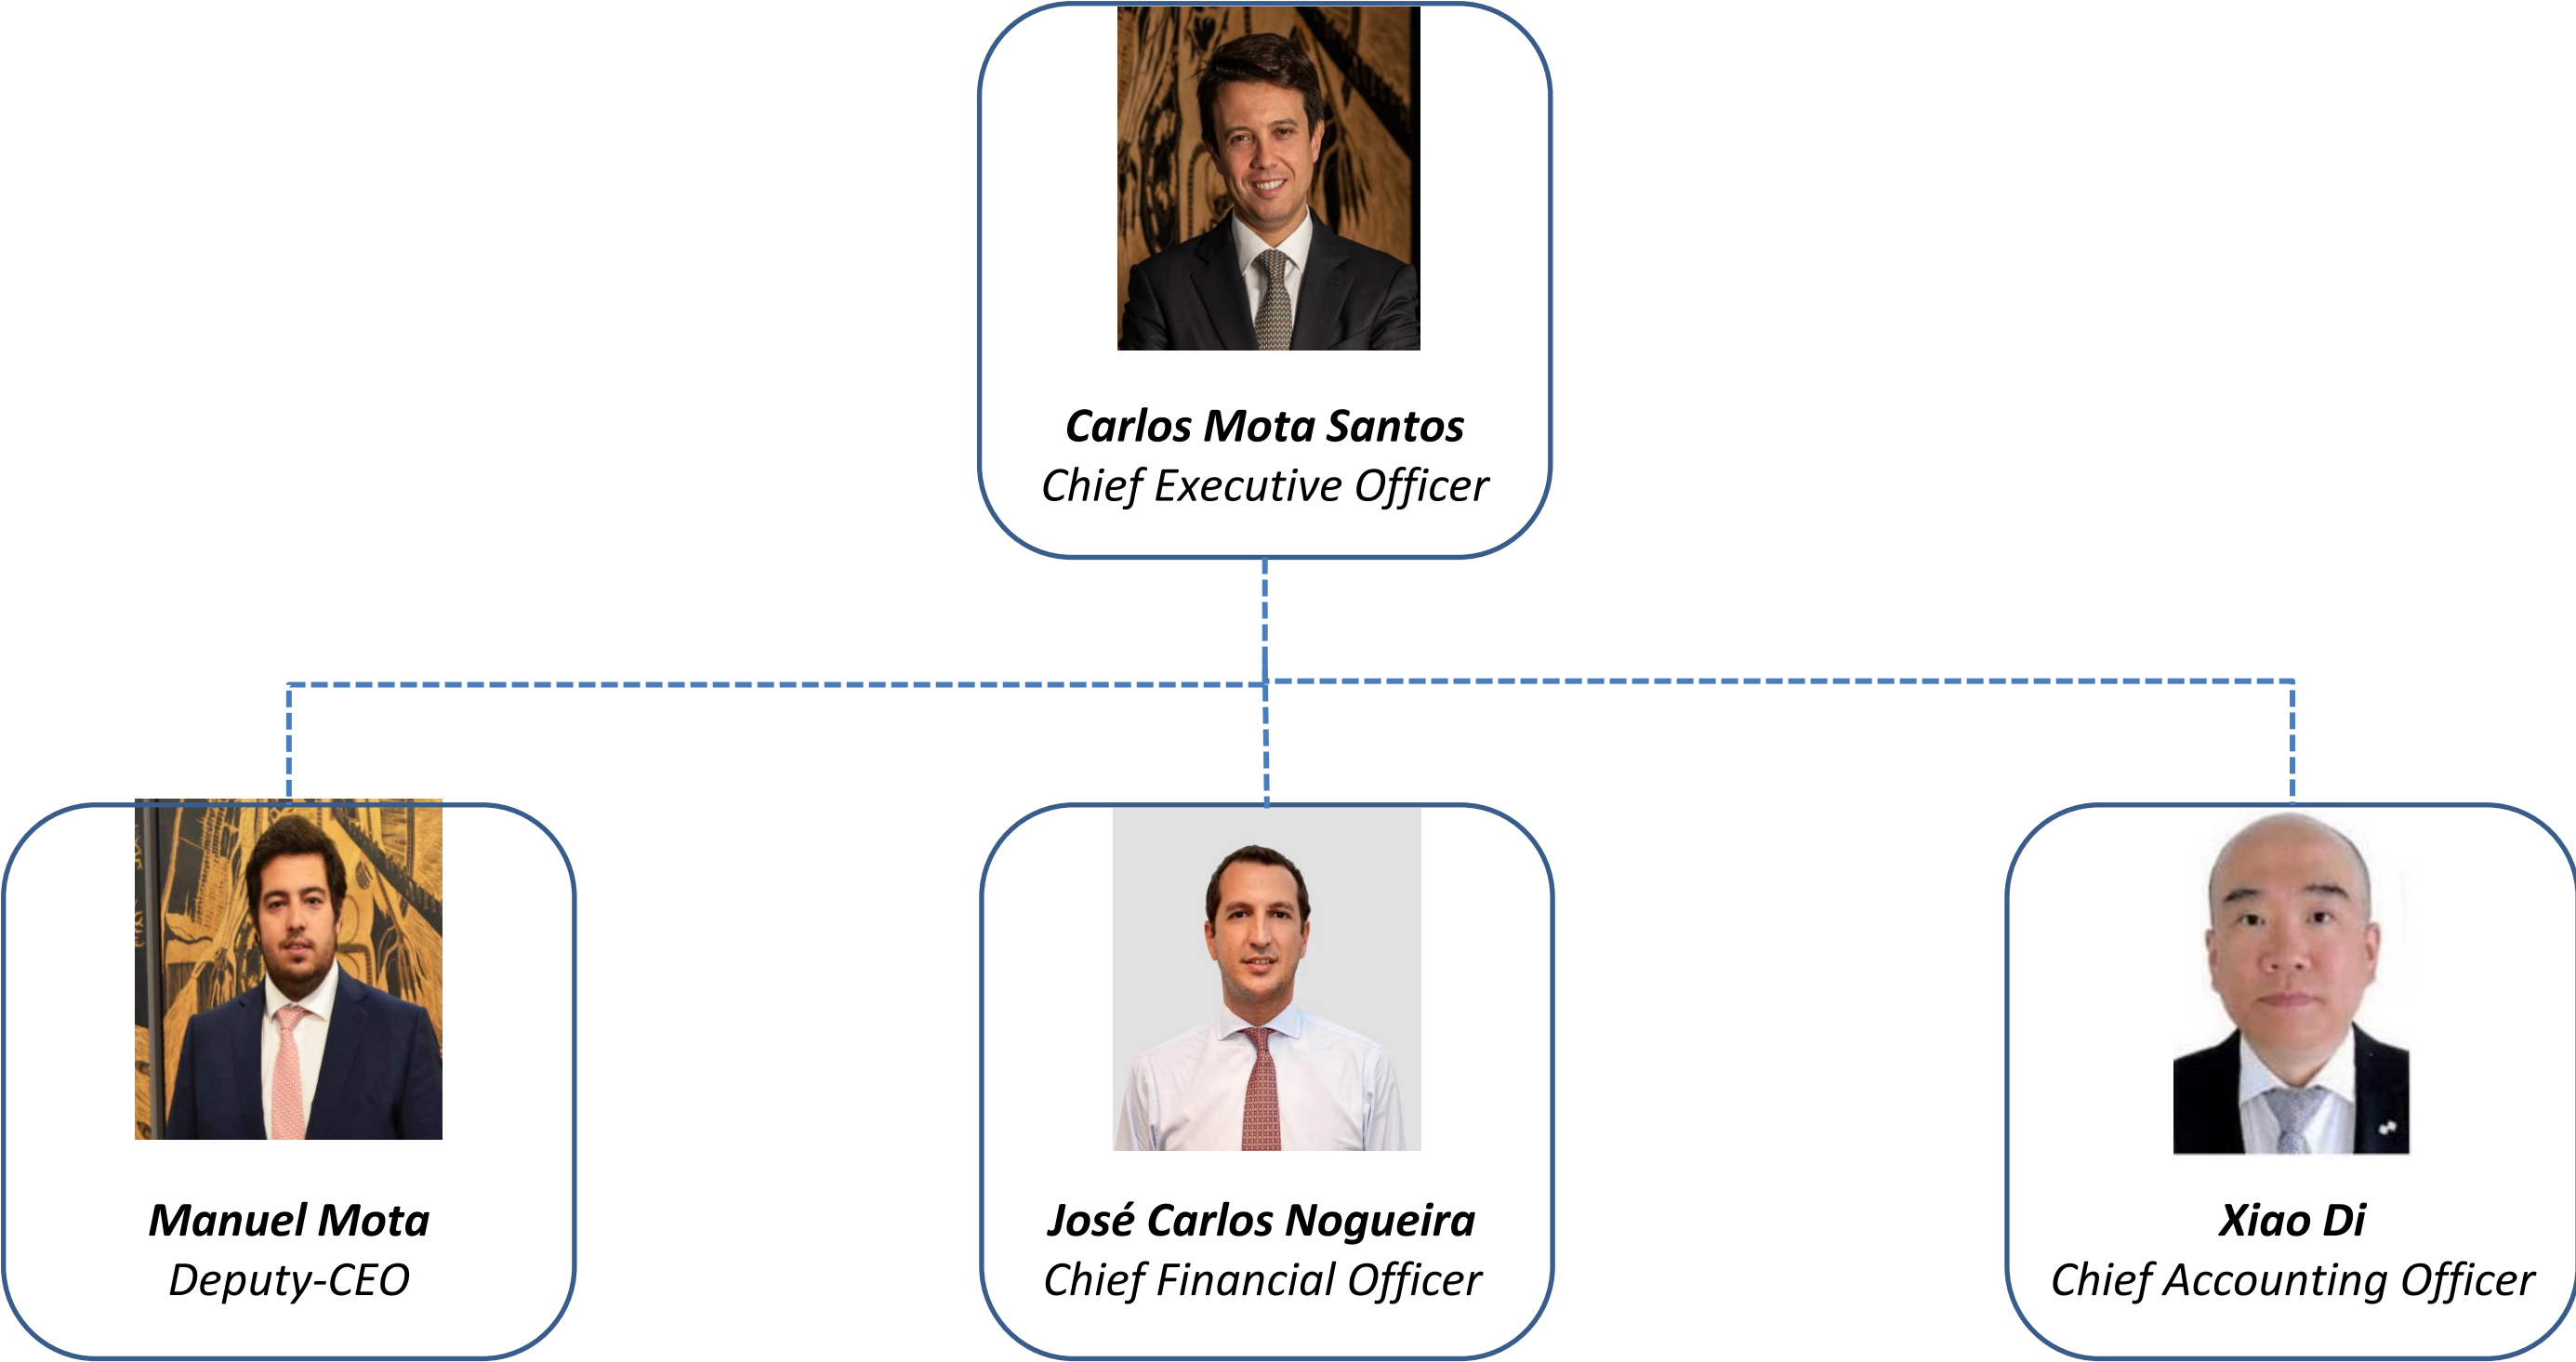 Carlos Mota Santos
Chief Executive Officer
Manuel Mota
Deputy-CEO
José Carlos Nogueira
Chief Financial Officer
Xiao Di
Chief Accounting Officer